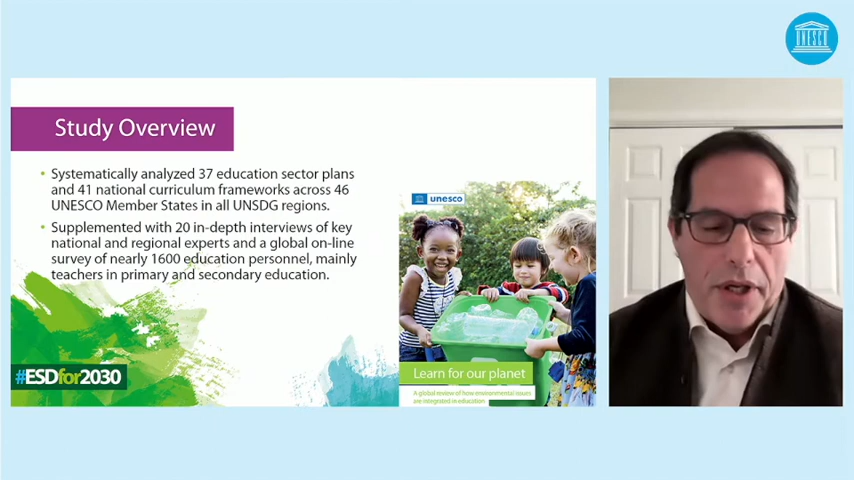 UNESCO
Study Overview
• Systematically analyzed 37 education sector plans
and 41 national curriculum frameworks across 46
UNESCO Member States in all UNSDG regions.
• Supplemented with 20 in-depth interviews of key
national and regional experts and a global on-line
survey of nearly 1600 education personnel, mainly
teachers in primary and secondary education.
unesco
Learn for our planet
A global review of how environmental issues
are integrated in education
#ESDfor2030